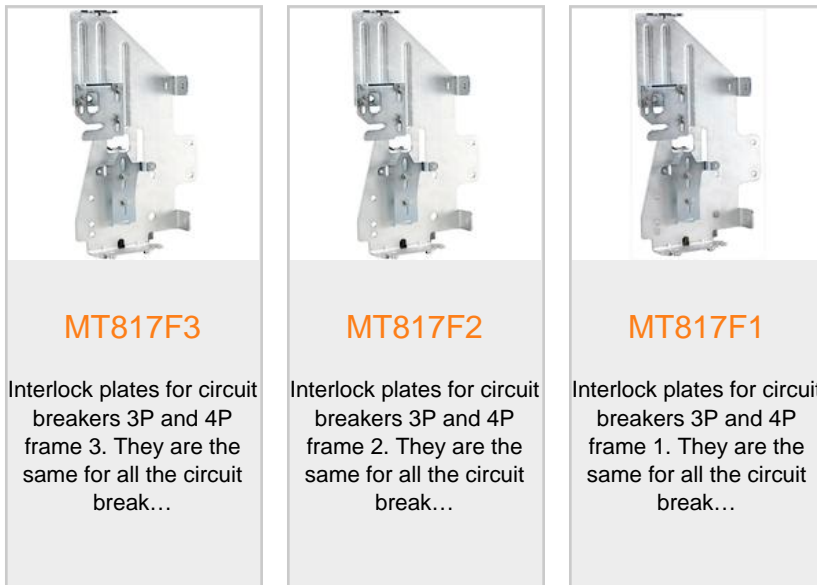 MT817F3
Interlock plates for circuit
breakers 3P and 4P
frame 3. They are the
same for all the circuit
break…
MT817F2
Interlock plates for circuit
breakers 3P and 4P
frame 2. They are the
same for all the circuit
break…
MT817F1
Interlock plates for circuit
breakers 3P and 4P
frame 1. They are the
same for all the circuit
break…